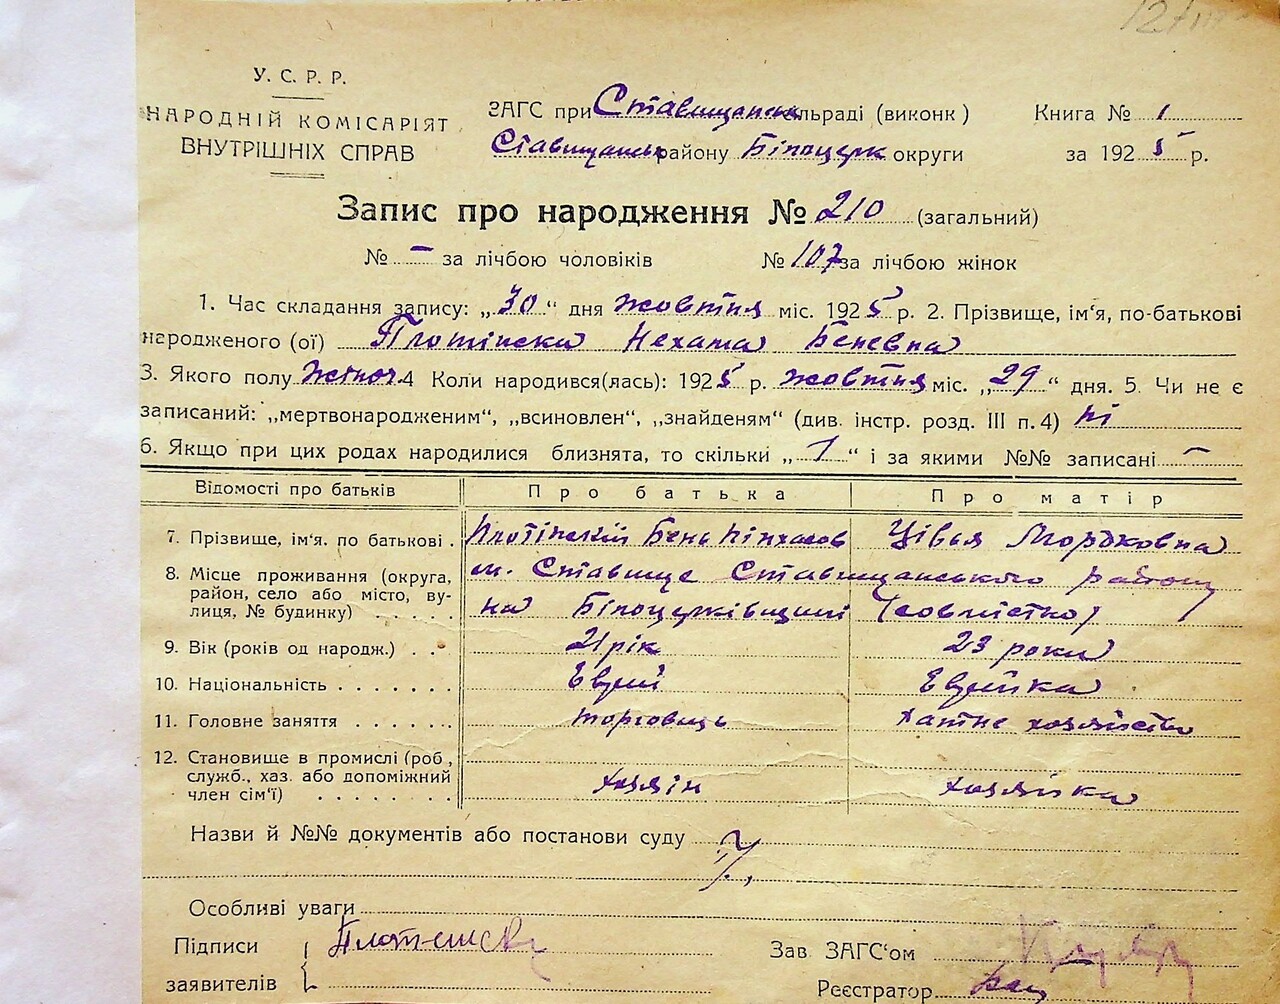 У. С. Р. Р.
НАРОДНІЙ КОМІСАРІЯТ
ВНУТРІШНІХ СПРАВ
ЗАГС при Ставищанськ сільраді (виконк)
Ставищанськ району Білоцерк округи
Книга № 1
за 1925 р.
Запис про народження № 210 (загальний)
№ — за лічбою чоловіків № 107 за лічбою жінок
1. Час складання запису: „30“ дня жовтня міс. 1925 р. 2. Прізвище, ім'я, по-батькові
народженого (ої) Плотінска Нехама Беневна
3. Якого полу жіноч 4 Коли народився(лась): 1925 р. жовтня міс. „29“ дня. 5. Чи не є
записаний: „мертвонародженим“, „всиновлен“, „знайденям“ (див. інстр. розд. III п. 4) ні
6. Якщо при цих родах народилися близнята, то скільки „1“ і за якими №№ записані —
Відомості про батьків Про батька Про матір
7. Прізвище, ім'я. по батькові . Плотінский Бень Пінхасов Цівья Мордковна
8. Місце проживання (округа, район, село або місто, вулиця, № будинку) . . . . м. Ставище Ставищанського району
на Білоцерківщині
9. Вік (років од народж.) . . 21 рік 23 роки
10. Національність . . . . . . . Еврей Еврейка
11. Головне заняття . . . . . . торговець хатне хозяйство
12. Становище в промислі (роб, служб., хаз. або допоміжний член сім'ї) . . . . . . хозяін хозяйка
Назви й №№ документів або постанови суду
Особливі уваги
Підписи
заявителів
Зав. ЗАГС'ом
Реєстратор